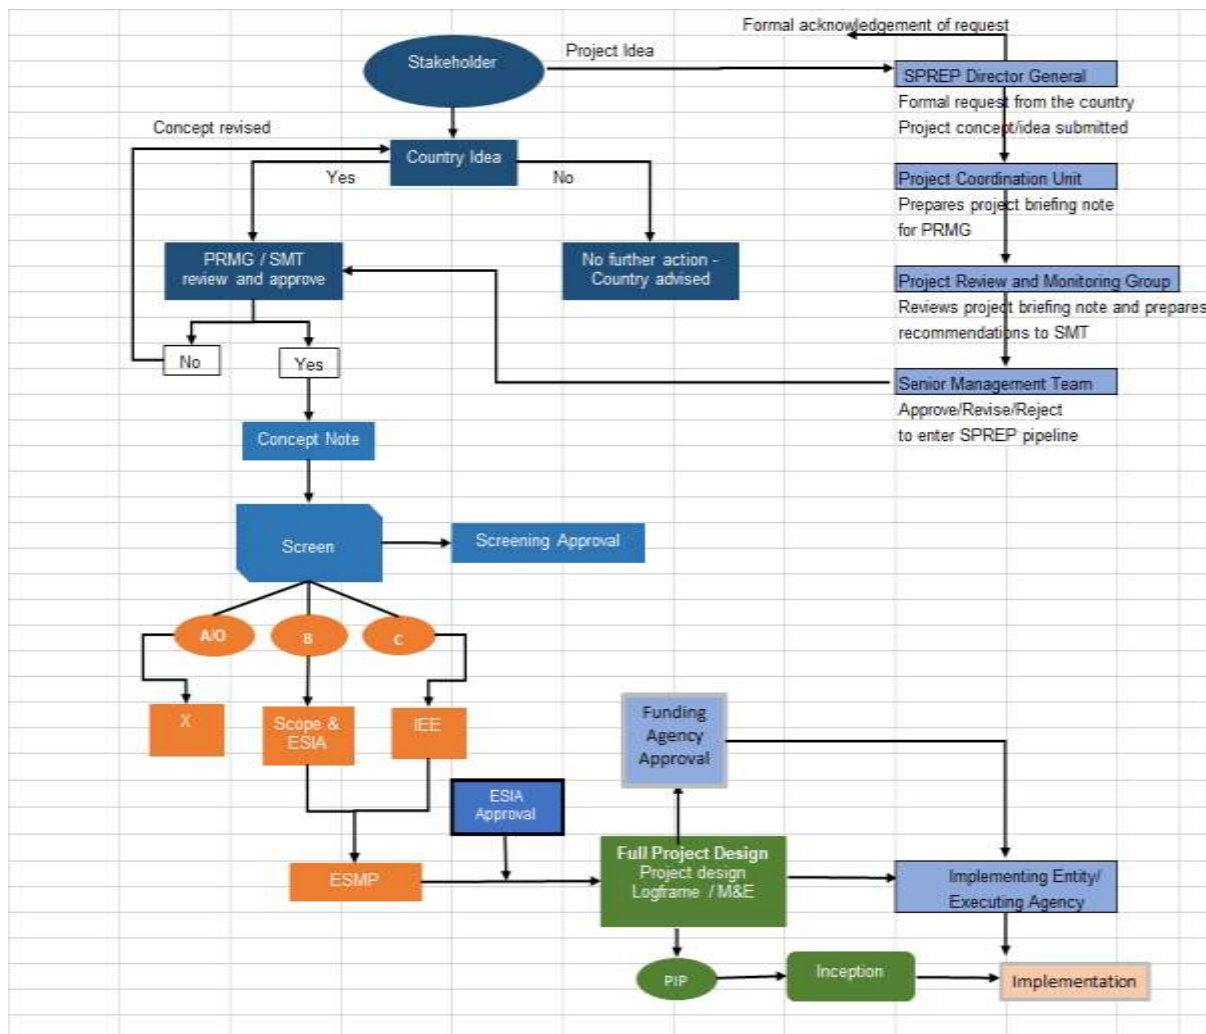 Formal acknowledgement of request
Stakeholder
Project Idea
SPREP Director General
Formal request from the country
Project concept/idea submitted
Concept revised
Country Idea
Yes
No
Project Coordination Unit
Prepares project briefing note
for PRMG
PRMG / SMT
review and approve
No further action -
Country advised
Project Review and Monitoring Group
Reviews project briefing note and prepares
recommendations to SMT
No
Yes
Senior Management Team
Approve/Revise/Reject
to enter SPREP pipeline
Concept Note
Screen
Screening Approval
A/O
B
C
X
Scope &
ESIA
IEE
Funding
Agency
Approval
ESIA
Approval
ESMP
Full Project Design
Project design
Logframe / M&E
Implementing Entity/
Executing Agency
PIP
Inception
Implementation